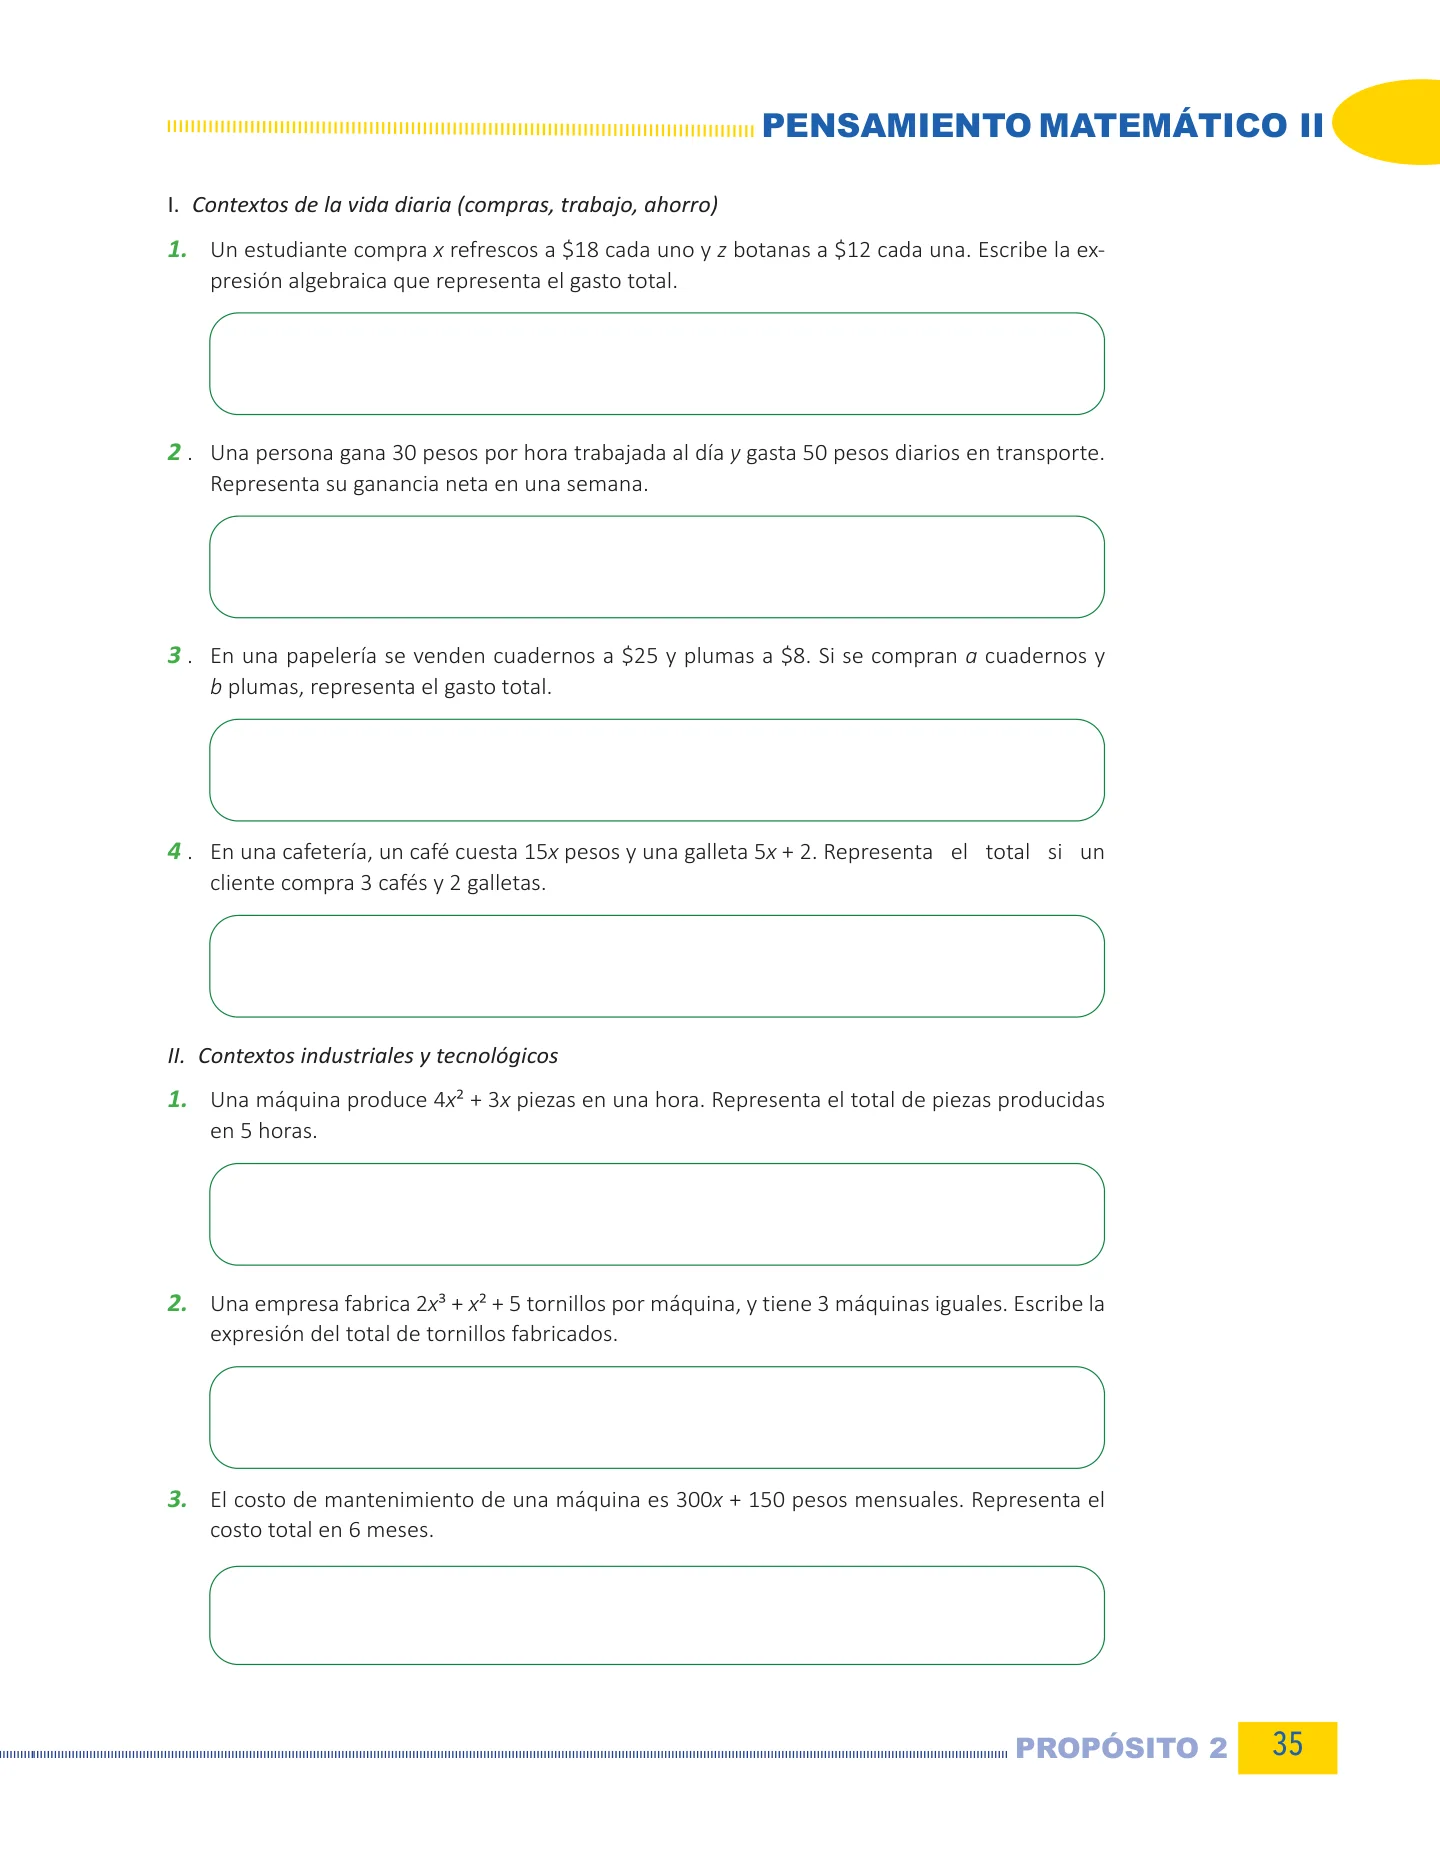 PENSAMIENTO MATEMÁTICO II
I. Contextos de la vida diaria (compras, trabajo, ahorro)
1. Un estudiante compra x refrescos a $18 cada uno y z botanas a $12 cada una. Escribe la ex-
presión algebraica que representa el gasto total.
2 . Una persona gana 30 pesos por hora trabajada al día y gasta 50 pesos diarios en transporte.
Representa su ganancia neta en una semana.
3 . En una papelería se venden cuadernos a $25 y plumas a $8. Si se compran a cuadernos y
b plumas, representa el gasto total.
4 . En una cafetería, un café cuesta 15x pesos y una galleta 5x + 2. Representa el total si un
cliente compra 3 cafés y 2 galletas.
II. Contextos industriales y tecnológicos
1. Una máquina produce 4x² + 3x piezas en una hora. Representa el total de piezas producidas
en 5 horas.
2. Una empresa fabrica 2x³ + x² + 5 tornillos por máquina, y tiene 3 máquinas iguales. Escribe la
expresión del total de tornillos fabricados.
3. El costo de mantenimiento de una máquina es 300x + 150 pesos mensuales. Representa el
costo total en 6 meses.
PROPÓSITO 2 35